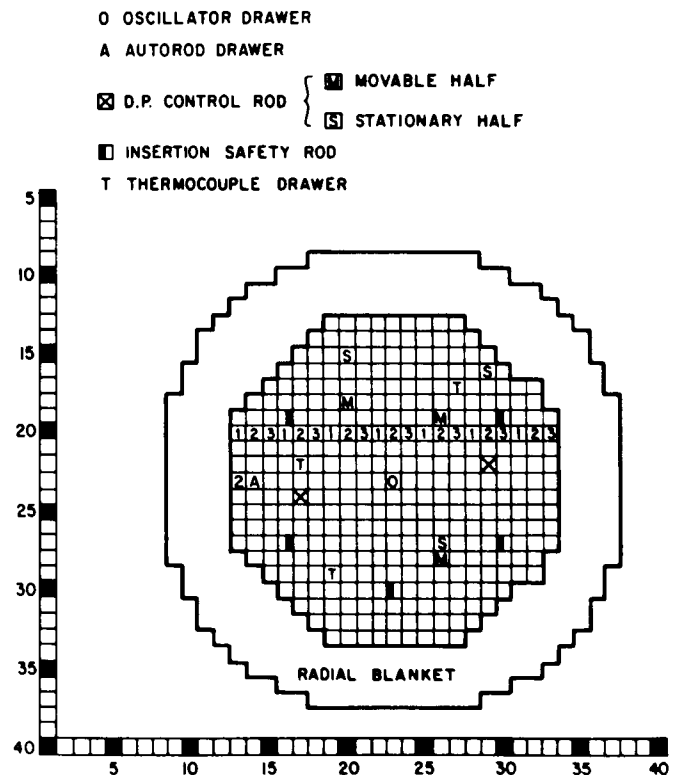 O OSCILLATOR DRAWER
A AUTOROD DRAWER
D.P. CONTROL ROD
M MOVABLE HALF
S STATIONARY HALF
INSERTION SAFETY ROD
T THERMOCOUPLE DRAWER
5
10
15 S
S
T
M
M
20 1 2 3 1 2 3 1 2 3 1 2 3 1 2 3 1 2 3 1 2 3
T
2 A O
25
S
M
T
30
RADIAL BLANKET
35
40
5 10 15 20 25 30 35 40